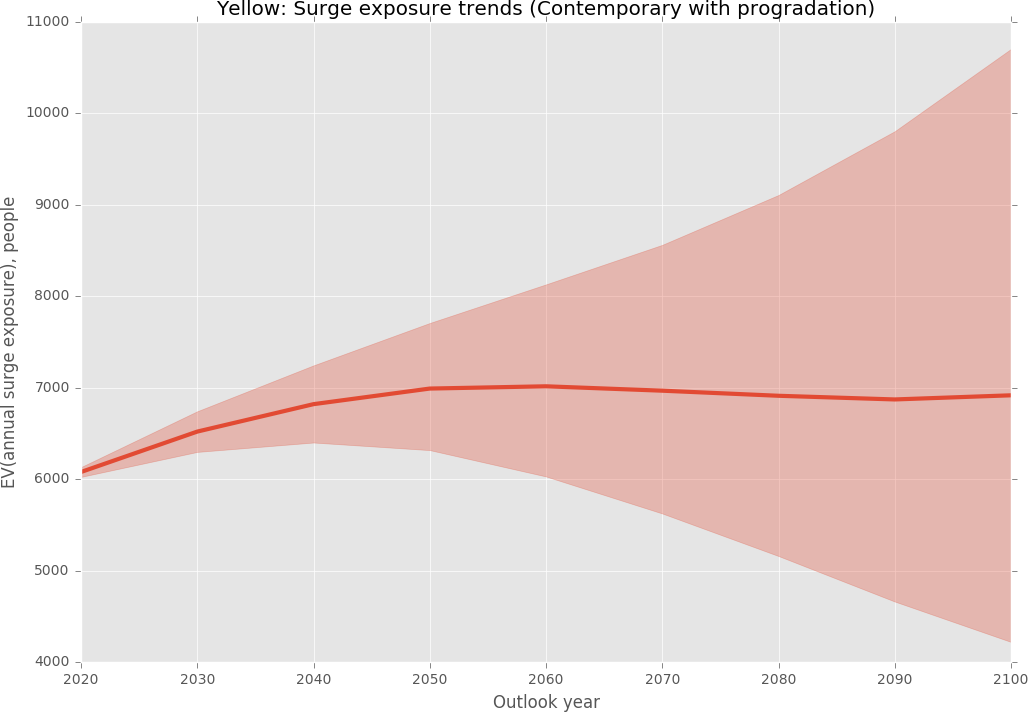 Yellow: Surge exposure trends (Contemporary with progradation)
11000
10000
9000
8000
7000
6000
5000
4000
EV(annual surge exposure), people
2020 2030 2040 2050 2060 2070 2080 2090 2100
Outlook year